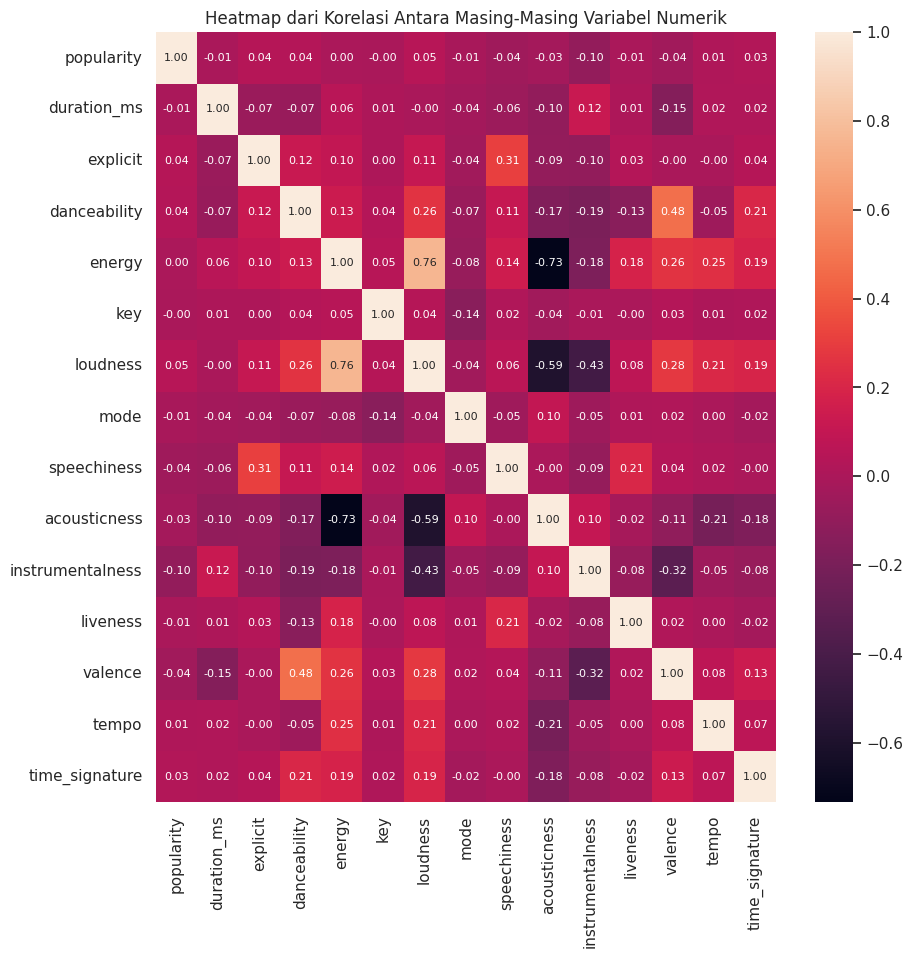 Heatmap dari Korelasi Antara Masing-Masing Variabel Numerik
popularity 1.00 -0.01 0.04 0.04 0.00 -0.00 0.05 -0.01 -0.04 -0.03 -0.10 -0.01 -0.04 0.01 0.03
duration_ms -0.01 1.00 -0.07 -0.07 0.06 0.01 -0.00 -0.04 -0.06 -0.10 0.12 0.01 -0.15 0.02 0.02
explicit 0.04 -0.07 1.00 0.12 0.10 0.00 0.11 -0.04 0.31 -0.09 -0.10 0.03 -0.00 -0.00 0.04
danceability 0.04 -0.07 0.12 1.00 0.13 0.04 0.26 -0.07 0.11 -0.17 -0.19 -0.13 0.48 -0.05 0.21
energy 0.00 0.06 0.10 0.13 1.00 0.05 0.76 -0.08 0.14 -0.73 -0.18 0.18 0.26 0.25 0.19
key -0.00 0.01 0.00 0.04 0.05 1.00 0.04 -0.14 0.02 -0.04 -0.01 -0.00 0.03 0.01 0.02
loudness 0.05 -0.00 0.11 0.26 0.76 0.04 1.00 -0.04 0.06 -0.59 -0.43 0.08 0.28 0.21 0.19
mode -0.01 -0.04 -0.04 -0.07 -0.08 -0.14 -0.04 1.00 -0.05 0.10 -0.05 0.01 0.02 0.00 -0.02
speechiness -0.04 -0.06 0.31 0.11 0.14 0.02 0.06 -0.05 1.00 -0.00 -0.09 0.21 0.04 0.02 -0.00
acousticness -0.03 -0.10 -0.09 -0.17 -0.73 -0.04 -0.59 0.10 -0.00 1.00 0.10 -0.02 -0.11 -0.21 -0.18
instrumentalness -0.10 0.12 -0.10 -0.19 -0.18 -0.01 -0.43 -0.05 -0.09 0.10 1.00 -0.08 -0.32 -0.05 -0.08
liveness -0.01 0.01 0.03 -0.13 0.18 -0.00 0.08 0.01 0.21 -0.02 -0.08 1.00 0.02 0.00 -0.02
valence -0.04 -0.15 -0.00 0.48 0.26 0.03 0.28 0.02 0.04 -0.11 -0.32 0.02 1.00 0.08 0.13
tempo 0.01 0.02 -0.00 -0.05 0.25 0.01 0.21 0.00 0.02 -0.21 -0.05 0.00 0.08 1.00 0.07
time_signature 0.03 0.02 0.04 0.21 0.19 0.02 0.19 -0.02 -0.00 -0.18 -0.08 -0.02 0.13 0.07 1.00
popularity
duration_ms
explicit
danceability
energy
key
loudness
mode
speechiness
acousticness
instrumentalness
liveness
valence
tempo
time_signature
1.0
0.8
0.6
0.4
0.2
0.0
−0.2
−0.4
−0.6